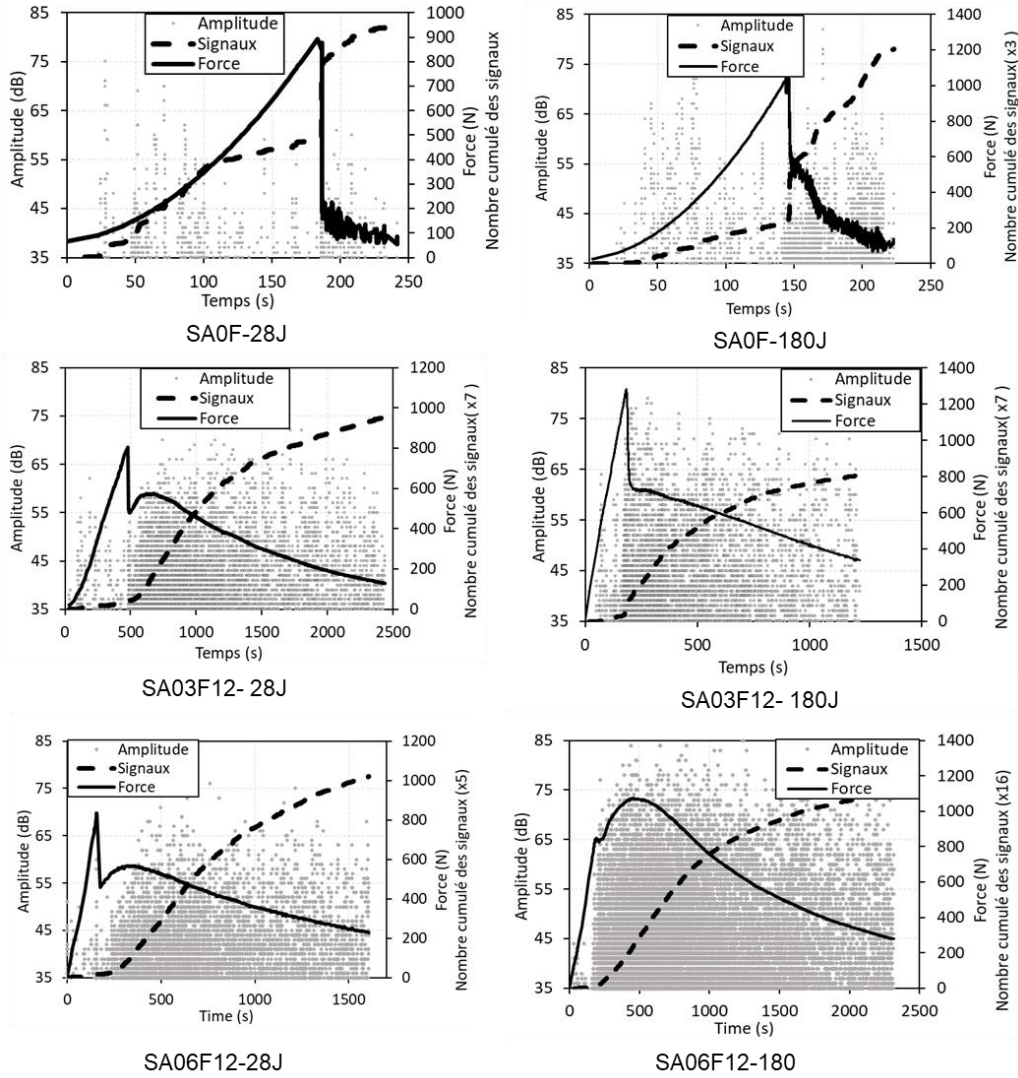 Amplitude
Signaux
Force
85
75
65
55
45
35
Amplitude (dB)
1000
900
800
700
600
500
400
300
200
100
0
Force (N)
Nombre cumulé des signaux
0 50 100 150 200 250
Temps (s)
SA0F-28J
Amplitude
Signaux
Force
85
75
65
55
45
35
Amplitude (dB)
1400
1200
1000
800
600
400
200
0
Force (N)
Nombre cumulé des signaux( x3)
0 50 100 150 200 250
Temps (s)
SA0F-180J
Amplitude
Signaux
Force
85
75
65
55
45
35
Amplitude (dB)
1200
1000
800
600
400
200
0
Force (N)
Nombre cumulé des signaux( x7 )
0 500 1000 1500 2000 2500
Temps (s)
SA03F12- 28J
Amplitude
Signaux
Force
85
75
65
55
45
35
Amplitude (dB)
1400
1200
1000
800
600
400
200
0
Force (N)
Nombre cumulé des signaux( x7)
0 500 1000 1500
Temps (s)
SA03F12- 180J
Amplitude
Signaux
Force
85
75
65
55
45
35
Amplitude (dB)
1200
1000
800
600
400
200
0
Force (N)
Nombre cumulé des signaux (x5)
0 500 1000 1500
Time (s)
SA06F12-28J
Amplitude
Signaux
Force
85
75
65
55
45
35
Amplitude (dB)
1400
1200
1000
800
600
400
200
0
Force (N)
Nombre cumulé des signaux (x16)
0 500 1000 1500 2000 2500
Time (s)
SA06F12-180